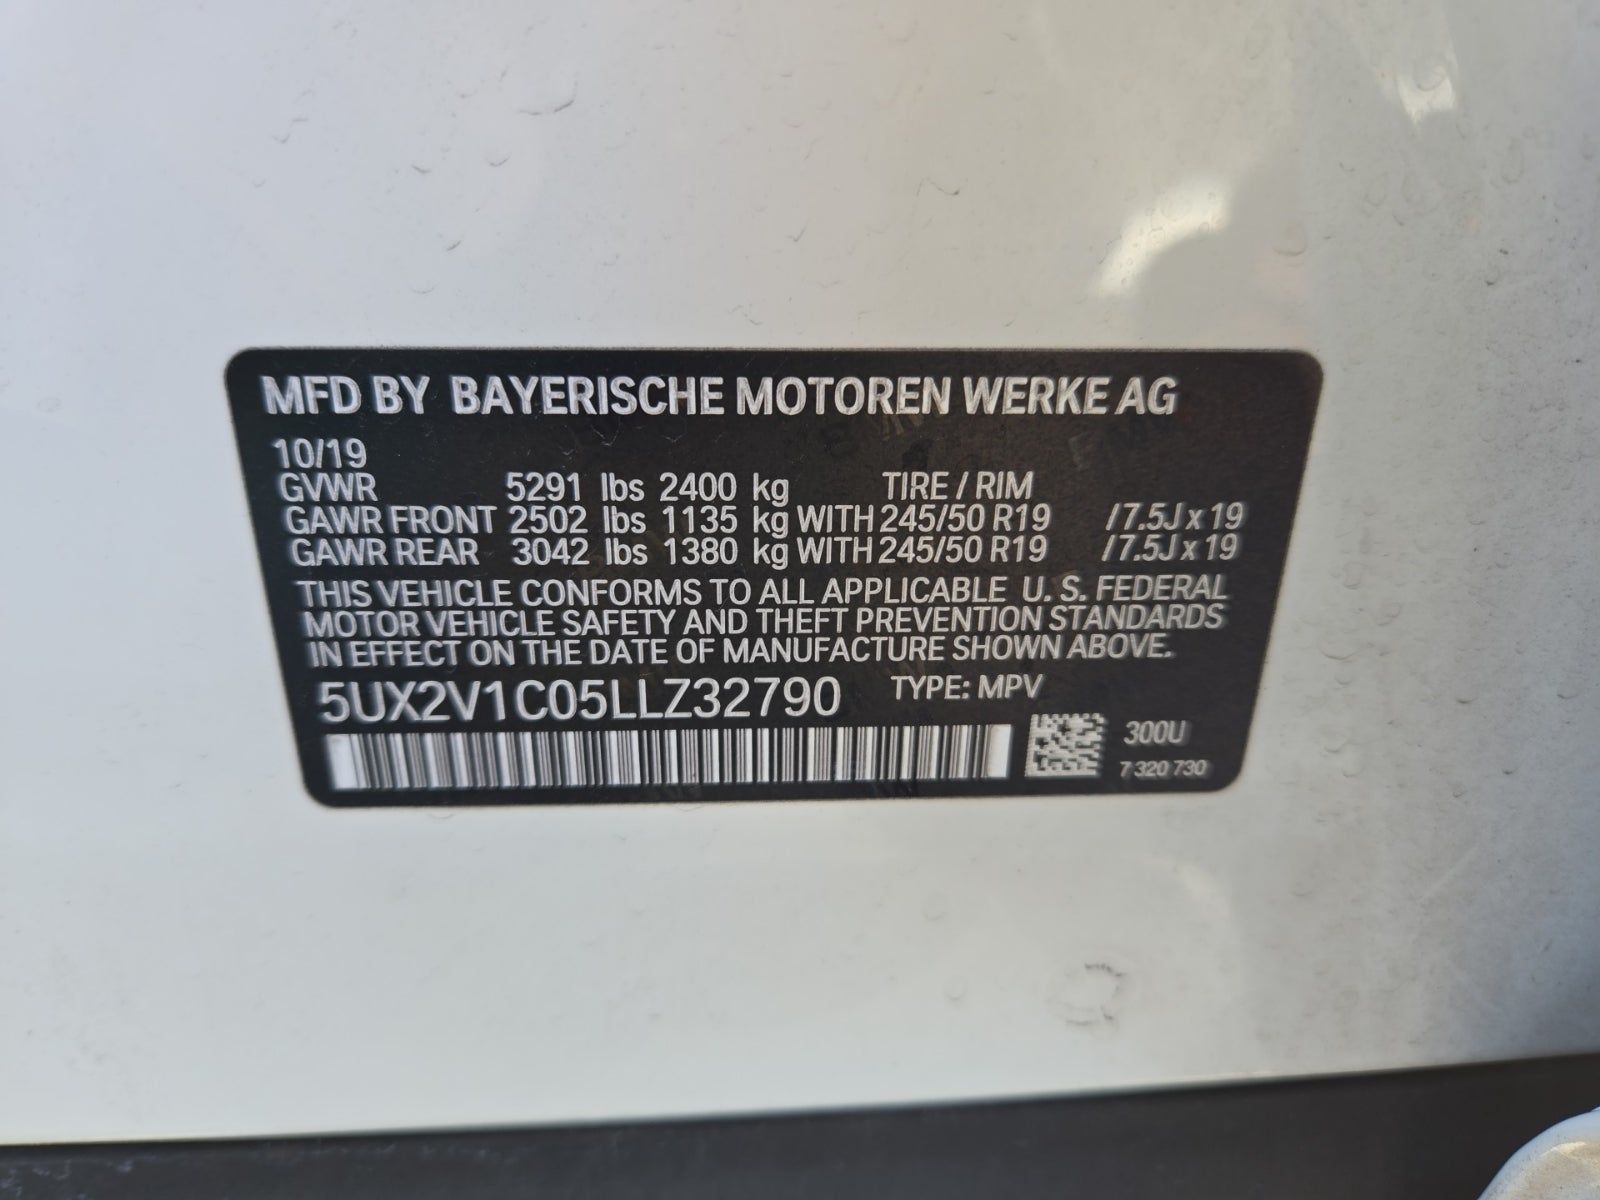 MFD BY BAYERISCHE MOTOREN WERKE AG
10/19
GVWR 5291 lbs 2400 kg TIRE / RIM
GAWR FRONT 2502 lbs 1135 kg WITH 245/50 R19 / 7.5J x 19
GAWR REAR 3042 lbs 1380 kg WITH 245/50 R19 / 7.5J x 19
THIS VEHICLE CONFORMS TO ALL APPLICABLE U. S. FEDERAL
MOTOR VEHICLE SAFETY AND THEFT PREVENTION STANDARDS
IN EFFECT ON THE DATE OF MANUFACTURE SHOWN ABOVE.
5UX2V1C05LLZ32790 TYPE: MPV
300U
7 320 730